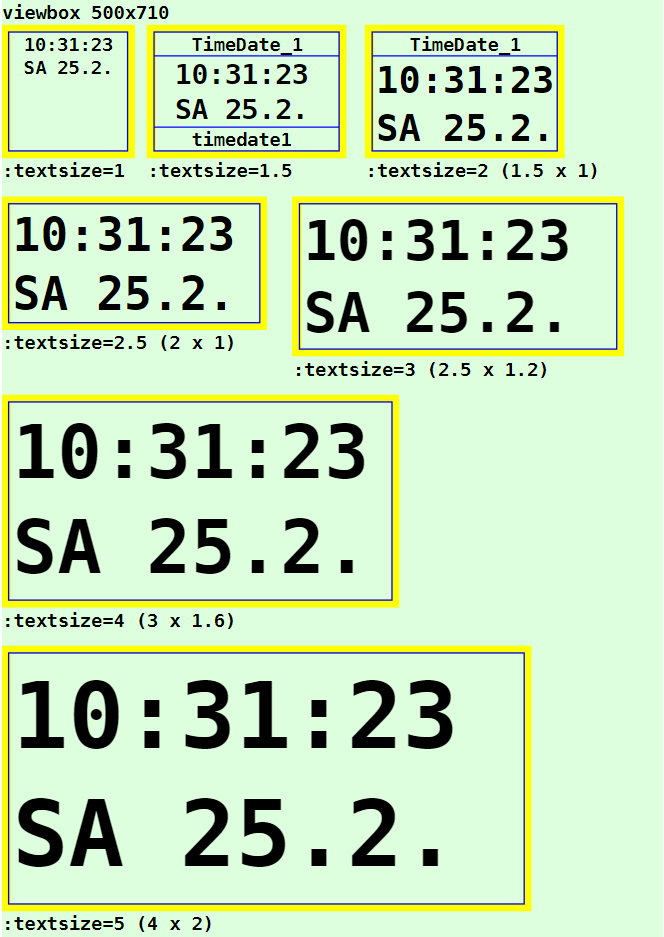 viewbox 500x710
10:31:23
SA 25.2.
:textsize=1
TimeDate_1
10:31:23
SA 25.2.
timedate1
:textsize=1.5
TimeDate_1
10:31:23
SA 25.2.
:textsize=2 (1.5 x 1)
10:31:23
SA 25.2.
:textsize=2.5 (2 x 1)
10:31:23
SA 25.2.
:textsize=3 (2.5 x 1.2)
10:31:23
SA 25.2.
:textsize=4 (3 x 1.6)
10:31:23
SA 25.2.
:textsize=5 (4 x 2)